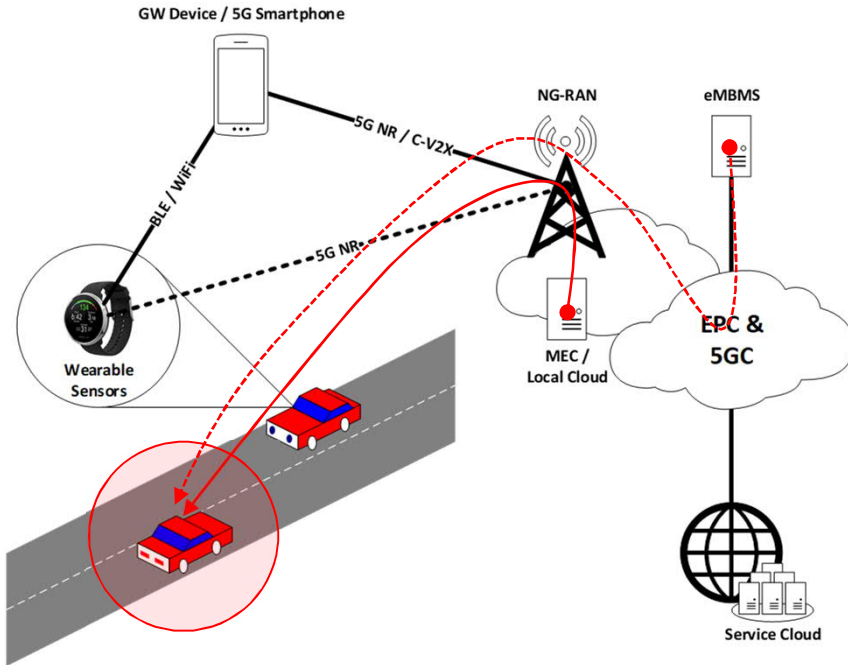 GW Device / 5G Smartphone
NG-RAN
eMBMS
5G NR / C-V2X
BLE / WiFi
5G NR
Wearable
Sensors
MEC /
Local Cloud
EPC &
5GC
Service Cloud